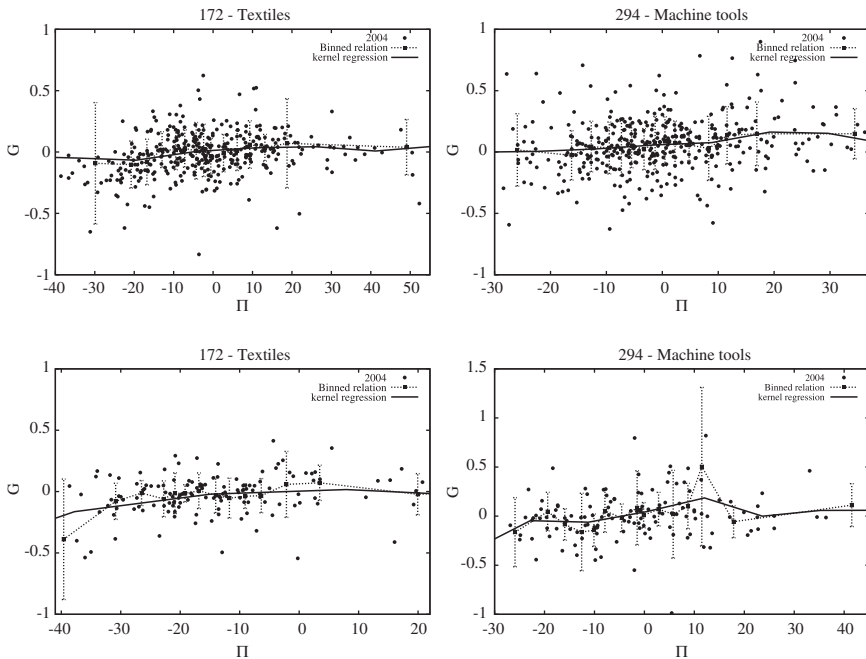 172 - Textiles
2004
Binned relation
kernel regression
1
0.5
0
-0.5
-1
G
-40 -30 -20 -10 0 10 20 30 40 50
Π
294 - Machine tools
2004
Binned relation
kernel regression
1
0.5
0
-0.5
-1
G
-30 -20 -10 0 10 20 30
Π
172 - Textiles
2004
Binned relation
kernel regression
1
0.5
0
-0.5
-1
G
-40 -30 -20 -10 0 10 20
Π
294 - Machine tools
2004
Binned relation
kernel regression
1.5
1
0.5
0
-0.5
-1
G
-30 -20 -10 0 10 20 30 40
Π